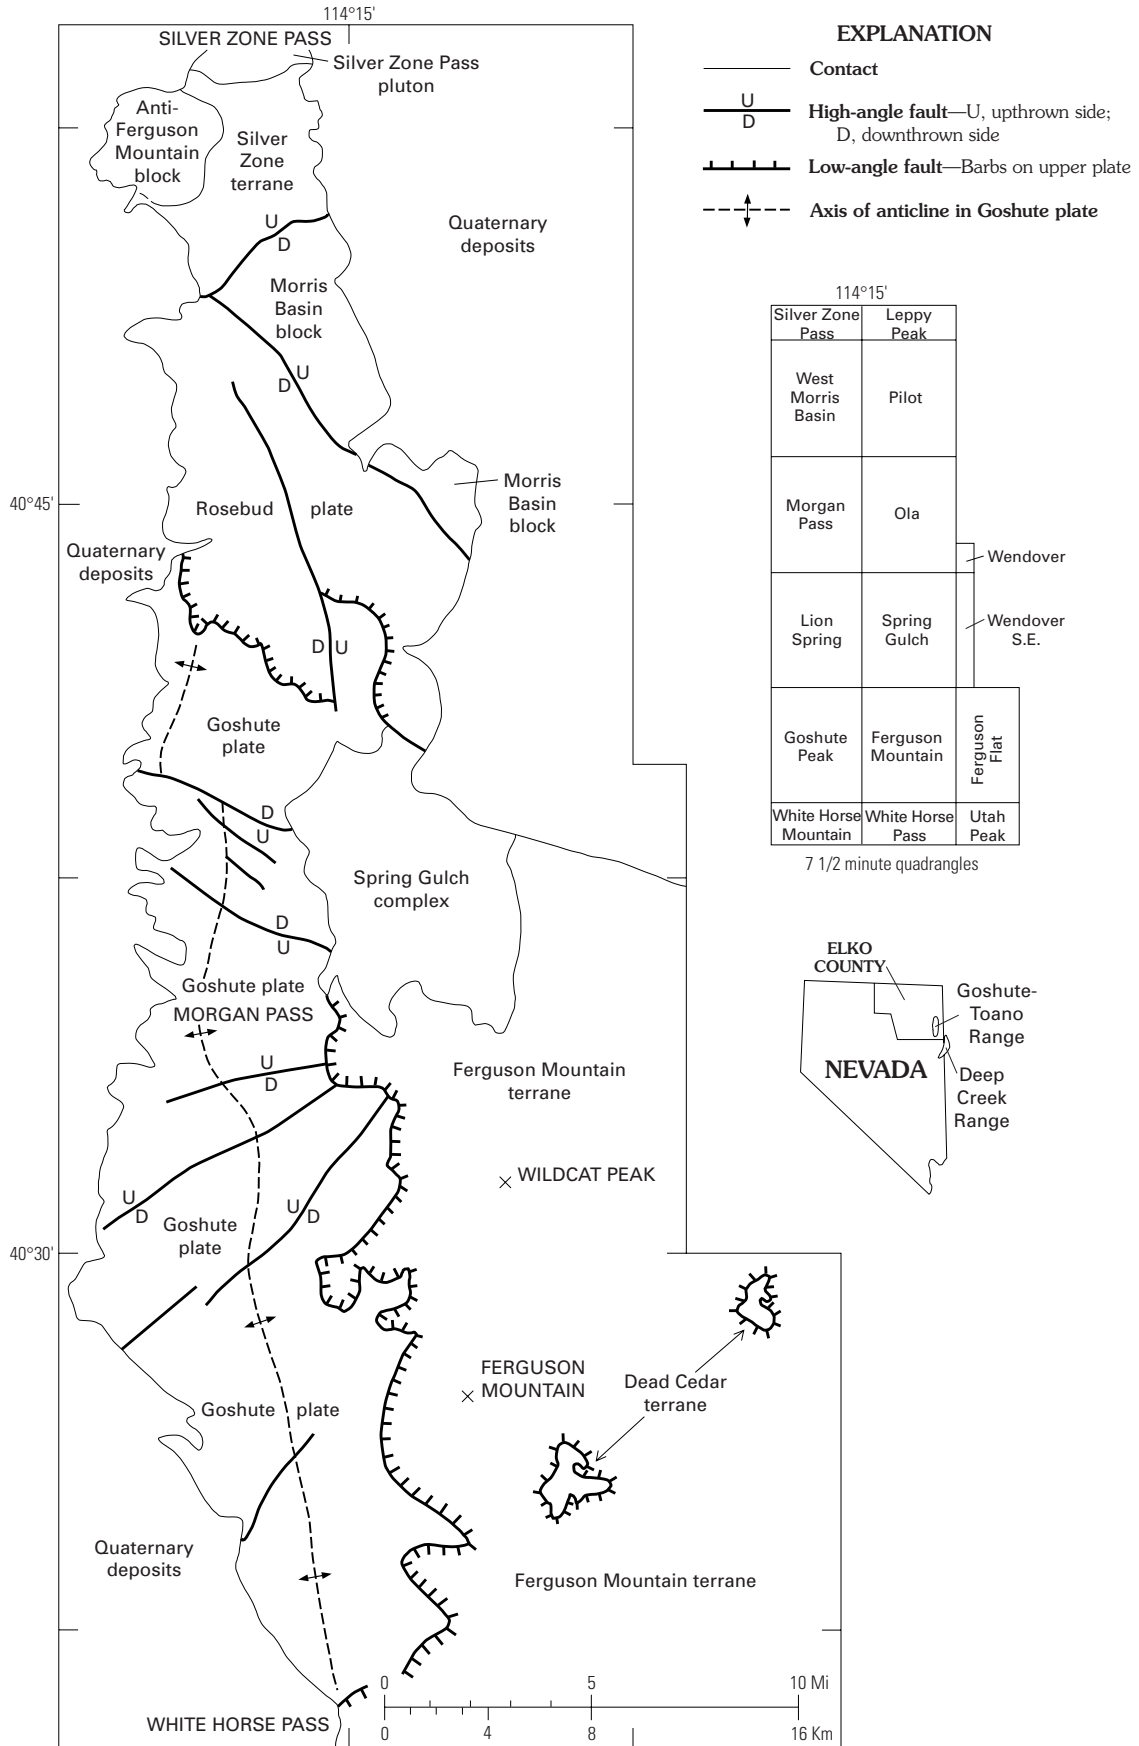 114°15'
SILVER ZONE PASS
Silver Zone Pass
pluton
Anti-
Ferguson
Mountain
block
Silver
Zone
terrane
U
D
Quaternary
deposits
Morris
Basin
block
U
D
40°45'
Rosebud plate
Morris
Basin
block
Quaternary
deposits
D U
Goshute
plate
D
U
Spring Gulch
complex
D
U
Goshute plate
MORGAN PASS
U
D
Ferguson Mountain
terrane
WILDCAT PEAK
U
D
U
D
Goshute
plate
40°30'
FERGUSON
MOUNTAIN
Dead Cedar
terrane
Goshute plate
Quaternary
deposits
Ferguson Mountain terrane
WHITE HORSE PASS
0 5 10 Mi
0 4 8 16 Km
EXPLANATION
Contact
U
D
High-angle fault—U, upthrown side;
D, downthrown side
Low-angle fault—Barbs on upper plate
Axis of anticline in Goshute plate
114°15'
Silver Zone
Pass
Leppy
Peak
West
Morris
Basin
Pilot
Morgan
Pass
Ola
Wendover
Lion
Spring
Spring
Gulch
Wendover
S.E.
Goshute
Peak
Ferguson
Mountain
Ferguson
Flat
White Horse
Mountain
White Horse
Pass
Utah
Peak
7 1/2 minute quadrangles
ELKO
COUNTY
Goshute-
Toano
Range
NEVADA
Deep
Creek
Range